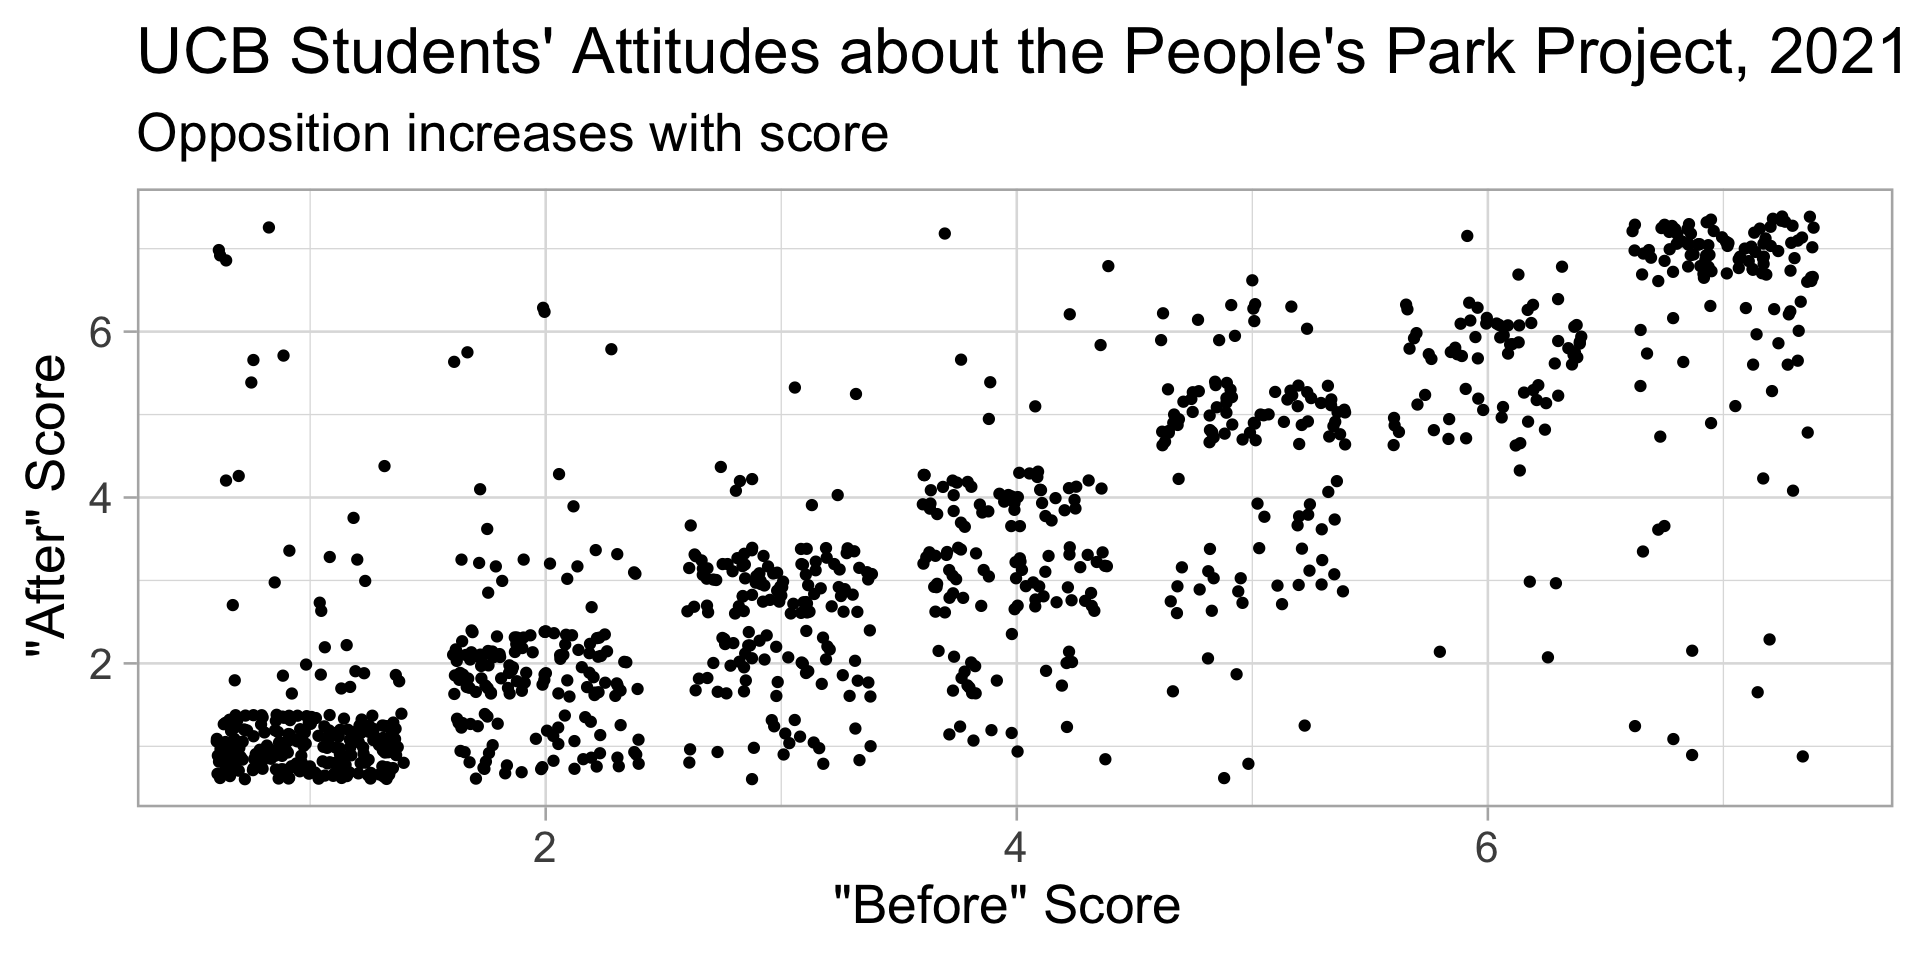 UCB Students' Attitudes about the People's Park Project, 2021
Opposition increases with score
"After" Score
6
4
2
2 4 6
"Before" Score